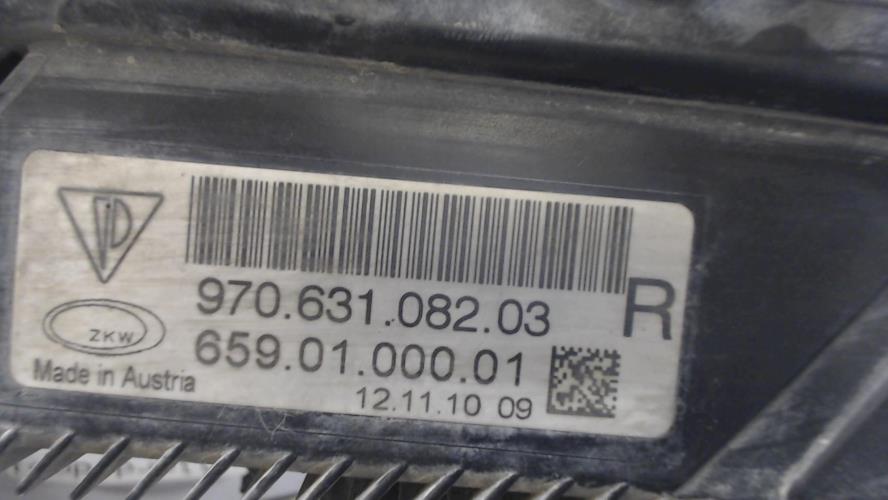 970.631.082.03
R
ZKW
659.01.000.01
Made in Austria
12.11.10 09